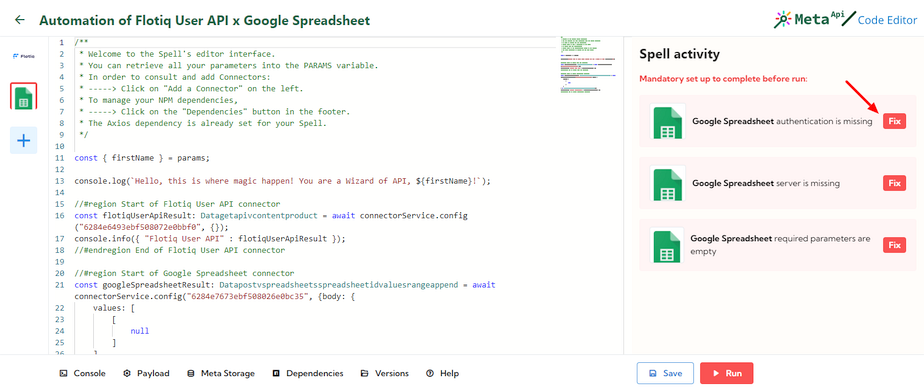 Automation of Flotiq User API x Google Spreadsheet
Meta Api / Code Editor
Flotiq
1 /**
2 * Welcome to the Spell's editor interface.
3 * You can retrieve all your parameters into the PARAMS variable.
4 * In order to consult and add Connectors:
5 * -----> Click on "Add a Connector" on the left.
6 * To manage your NPM dependencies,
7 * -----> Click on the "Dependencies" button in the footer.
8 * The Axios dependency is already set for your Spell.
9 */
10
11 const { firstName } = params;
12
13 console.log(`Hello, this is where magic happen! You are a Wizard of API, ${firstName}!`);
14
15 //#region Start of Flotiq User API connector
16 const flotiqUserApiResult: Datagetapivcontentproduct = await connectorService.config
("6284e6493ebf508072e0bbf0", {});
17 console.info({ "Flotiq User API" : flotiqUserApiResult });
18 //#endregion End of Flotiq User API connector
19
20 //#region Start of Google Spreadsheet connector
21 const googleSpreadsheetResult: Datapostvspreadsheetsspreadsheetidvaluesrangeappend = await
connectorService.config("6284e7673ebf508026e0bc35", {body: {
22 values: [
23 [
24 null
25 ]
26 ]
Spell activity
Mandatory set up to complete before run:
Google Spreadsheet authentication is missing
Fix
Google Spreadsheet server is missing
Fix
Google Spreadsheet required parameters are
empty
Fix
Console Payload Meta Storage Dependencies Versions Help
Save Run